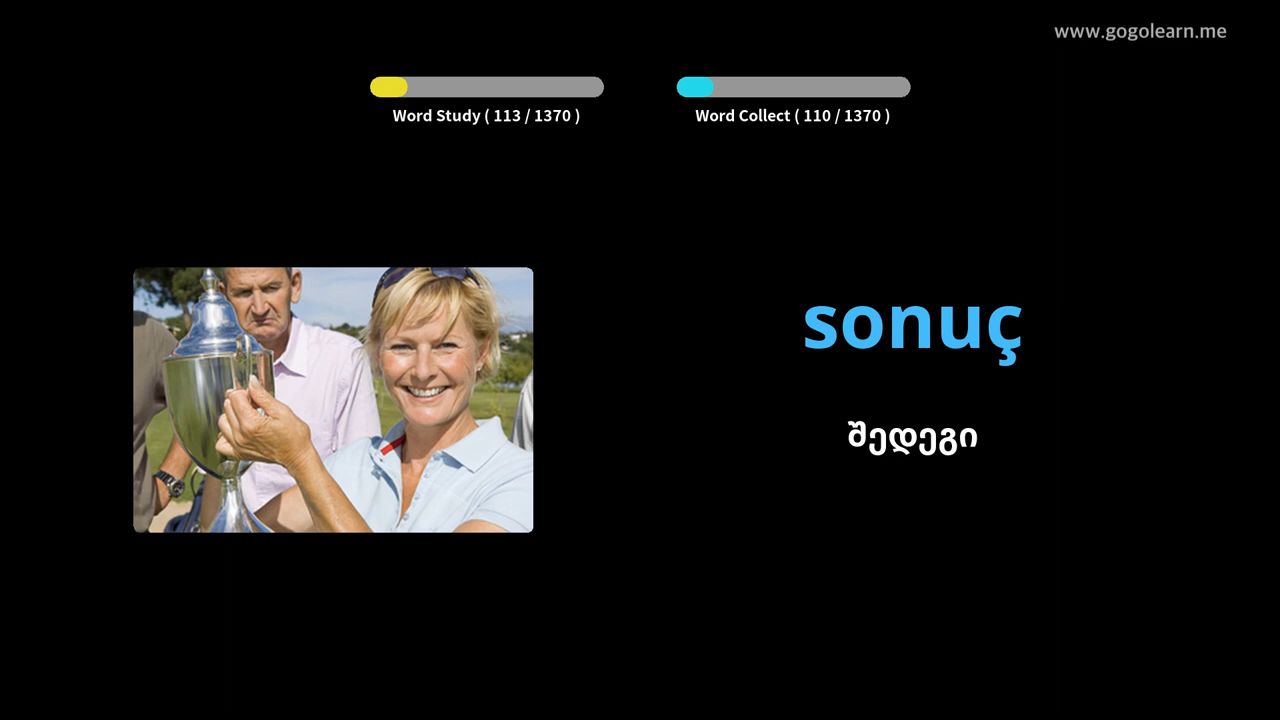 www.gogolearn.me
Word Study ( 113 / 1370 )
Word Collect ( 110 / 1370 )
sonuç
შედეგი